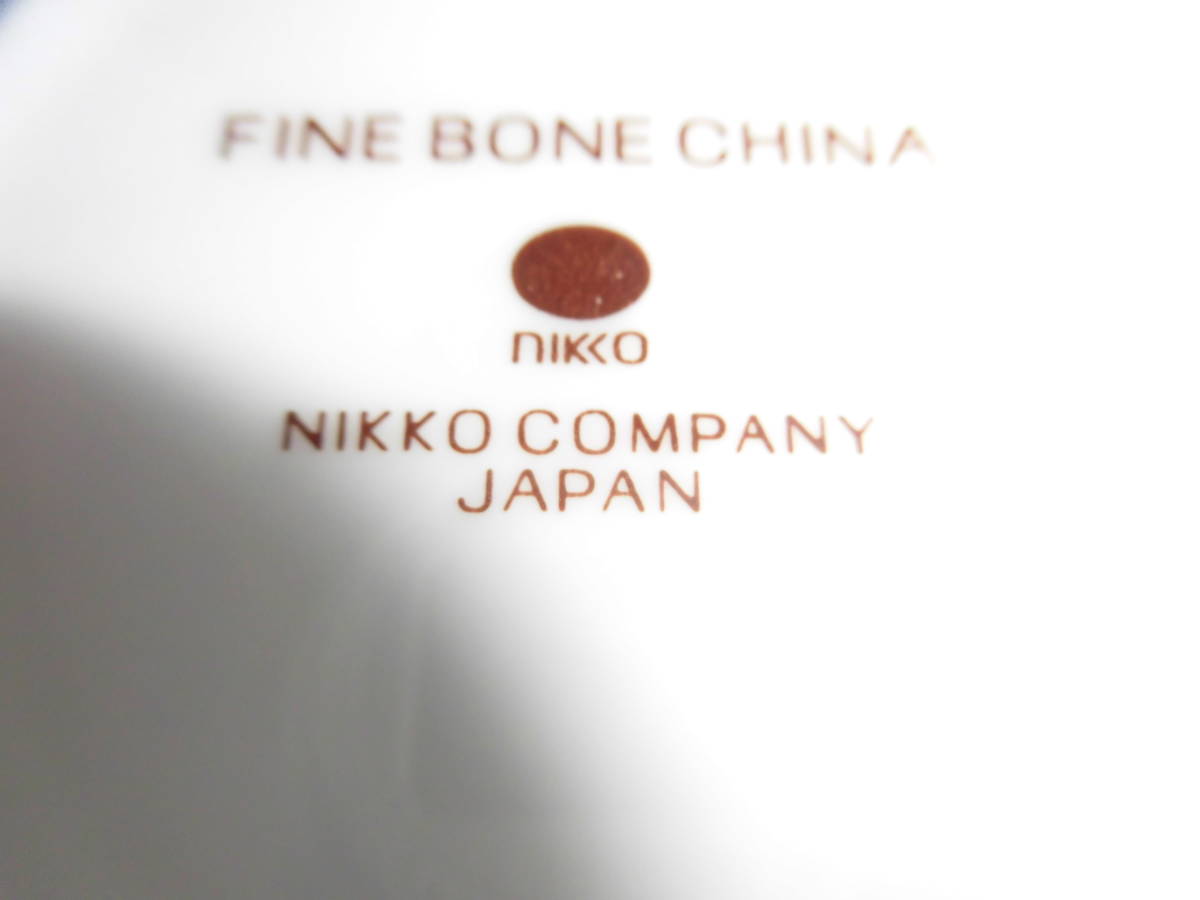 FINE BONE CHINA
nikko
NIKKO COMPANY
JAPAN